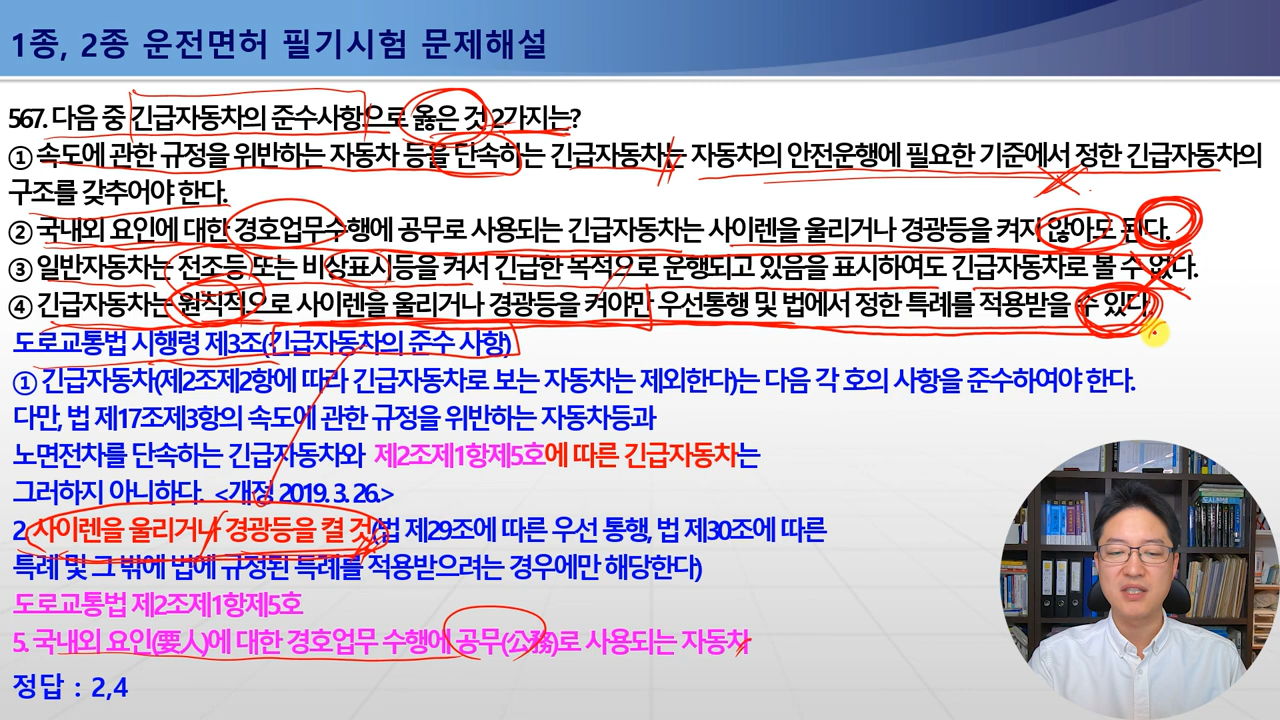 1종, 2종 운전면허 필기시험 문제해설
567. 다음 중 긴급자동차의 준수사항으로 옳은 것 2가지는?
① 속도에 관한 규정을 위반하는 자동차 등을 단속하는 긴급자동차는 자동차의 안전운행에 필요한 기준에서 정한 긴급자동차의
구조를 갖추어야 한다.
② 국내외 요인에 대한 경호업무수행에 공무로 사용되는 긴급자동차는 사이렌을 울리거나 경광등을 켜지 않아도 된다.
③ 일반자동차는 전조등 또는 비상표시등을 켜서 긴급한 목적으로 운행되고 있음을 표시하여도 긴급자동차로 볼 수 없다.
④ 긴급자동차는 원칙적으로 사이렌을 울리거나 경광등을 켜야만 우선통행 및 법에서 정한 특례를 적용받을 수 있다.
도로교통법 시행령 제3조(긴급자동차의 준수 사항)
① 긴급자동차(제2조제2항에 따라 긴급자동차로 보는 자동차는 제외한다)는 다음 각 호의 사항을 준수하여야 한다.
다만, 법 제17조제3항의 속도에 관한 규정을 위반하는 자동차등과
노면전차를 단속하는 긴급자동차와 제2조제1항제5호에 따른 긴급자동차는
그러하지 아니하다. <개정 2019. 3. 26.>
2. 사이렌을 울리거나 경광등을 켤 것(법 제29조에 따른 우선 통행, 법 제30조에 따른
특례 및 그 밖에 법에 규정된 특례를 적용받으려는 경우에만 해당한다)
도로교통법 제2조제1항제5호
5. 국내외 요인(要人)에 대한 경호업무 수행에 공무(公務)로 사용되는 자동차
정답 : 2,4